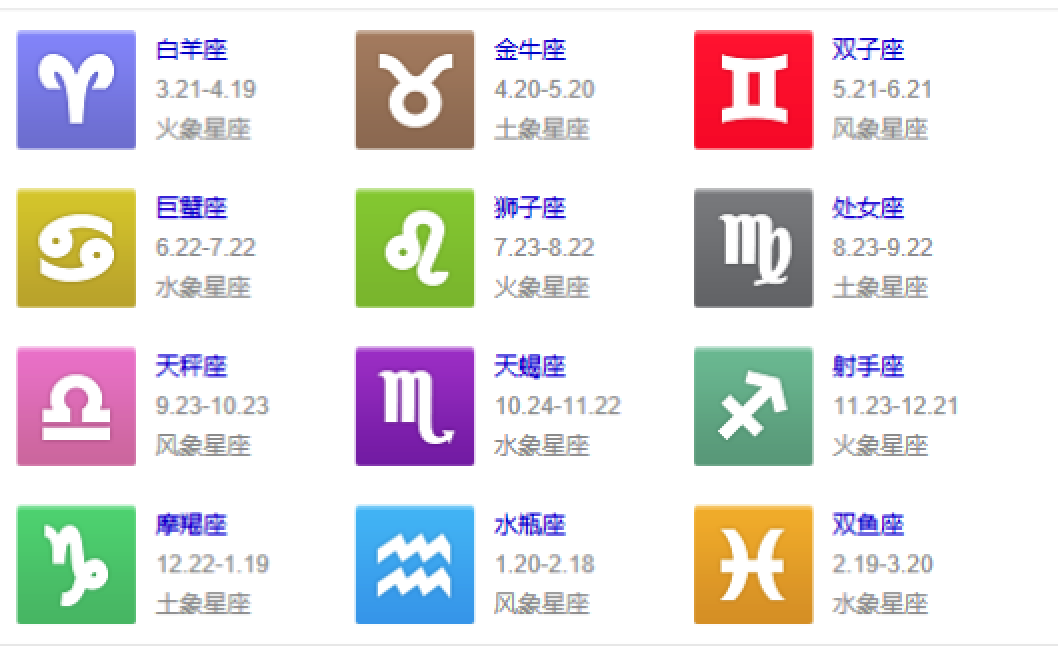 白羊座
3.21-4.19
火象星座
金牛座
4.20-5.20
土象星座
双子座
5.21-6.21
风象星座
巨蟹座
6.22-7.22
水象星座
狮子座
7.23-8.22
火象星座
处女座
8.23-9.22
土象星座
天秤座
9.23-10.23
风象星座
天蝎座
10.24-11.22
水象星座
射手座
11.23-12.21
火象星座
摩羯座
12.22-1.19
土象星座
水瓶座
1.20-2.18
风象星座
双鱼座
2.19-3.20
水象星座